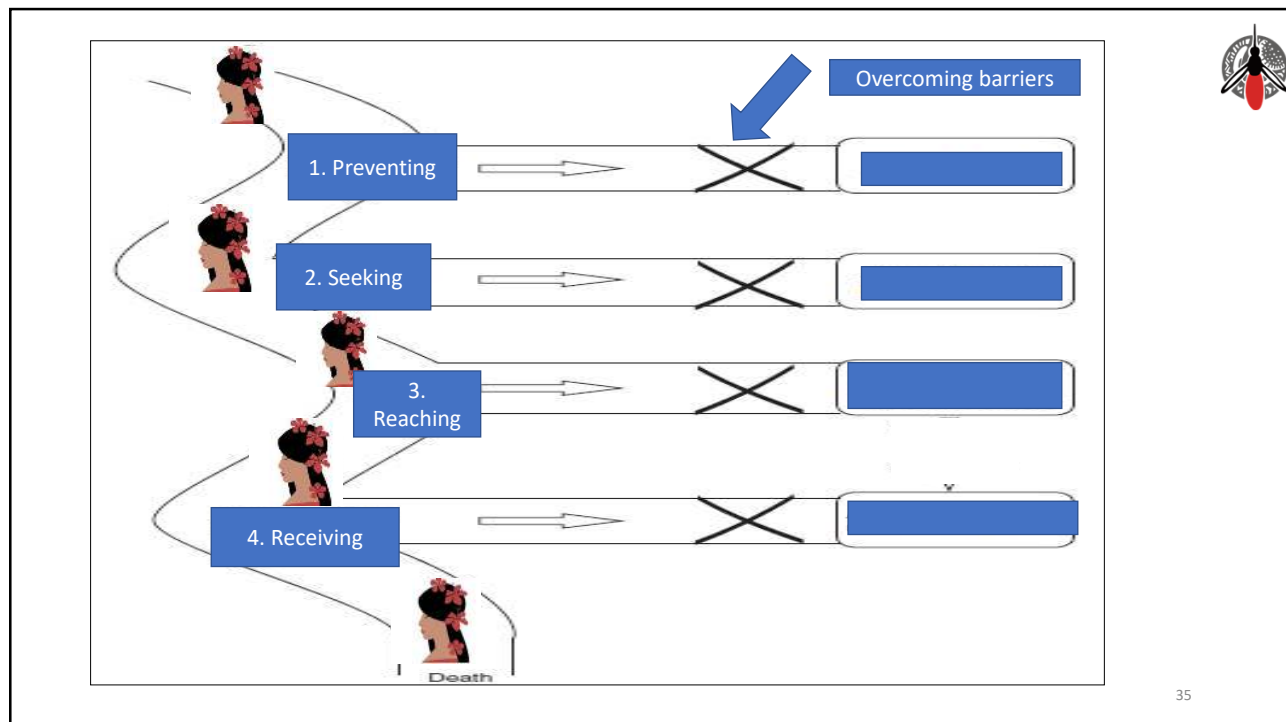 Overcoming barriers
1. Preventing
2. Seeking
3.
Reaching
4. Receiving
Death
35